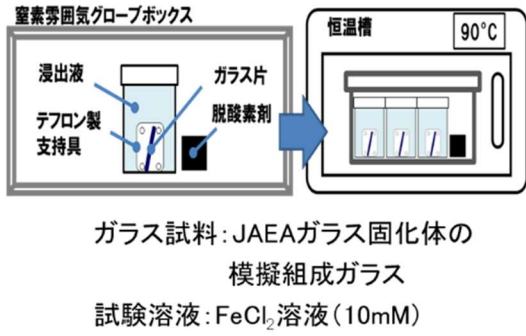 窒素雰囲気グローブボックス
浸出液
テフロン製
支持具
ガラス片
脱酸素剤
恒温槽
90°C
ガラス試料:JAEAガラス固化体の
模擬組成ガラス
試験溶液:FeCl₂溶液(10mM)